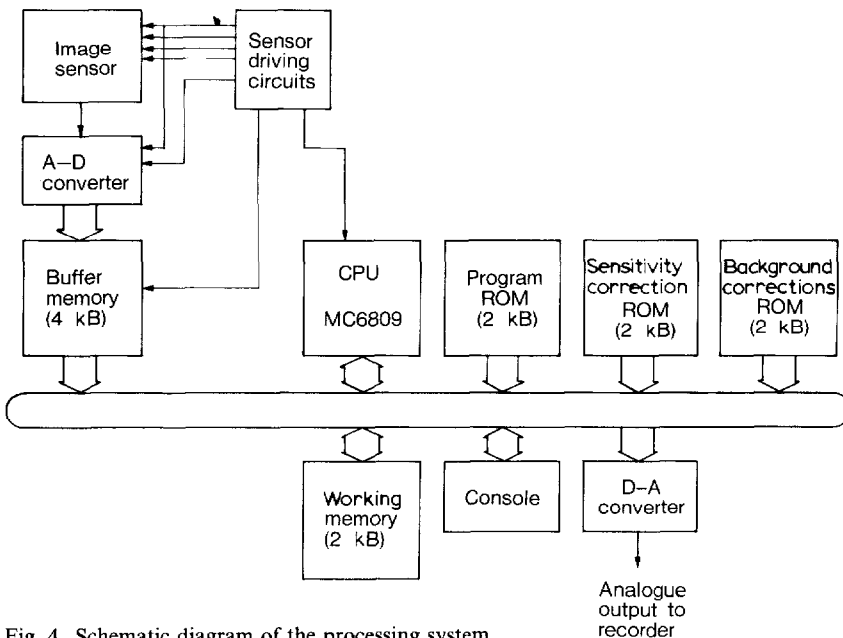 Image
sensor
Sensor
driving
circuits
A–D
converter
Buffer
memory
(4 kB)
CPU
MC6809
Program
ROM
(2 kB)
Sensitivity
correction
ROM
(2 kB)
Background
corrections
ROM
(2 kB)
Working
memory
(2 kB)
Console
D–A
converter
Analogue
output to
recorder
Fig. 4. Schematic diagram of the processing system